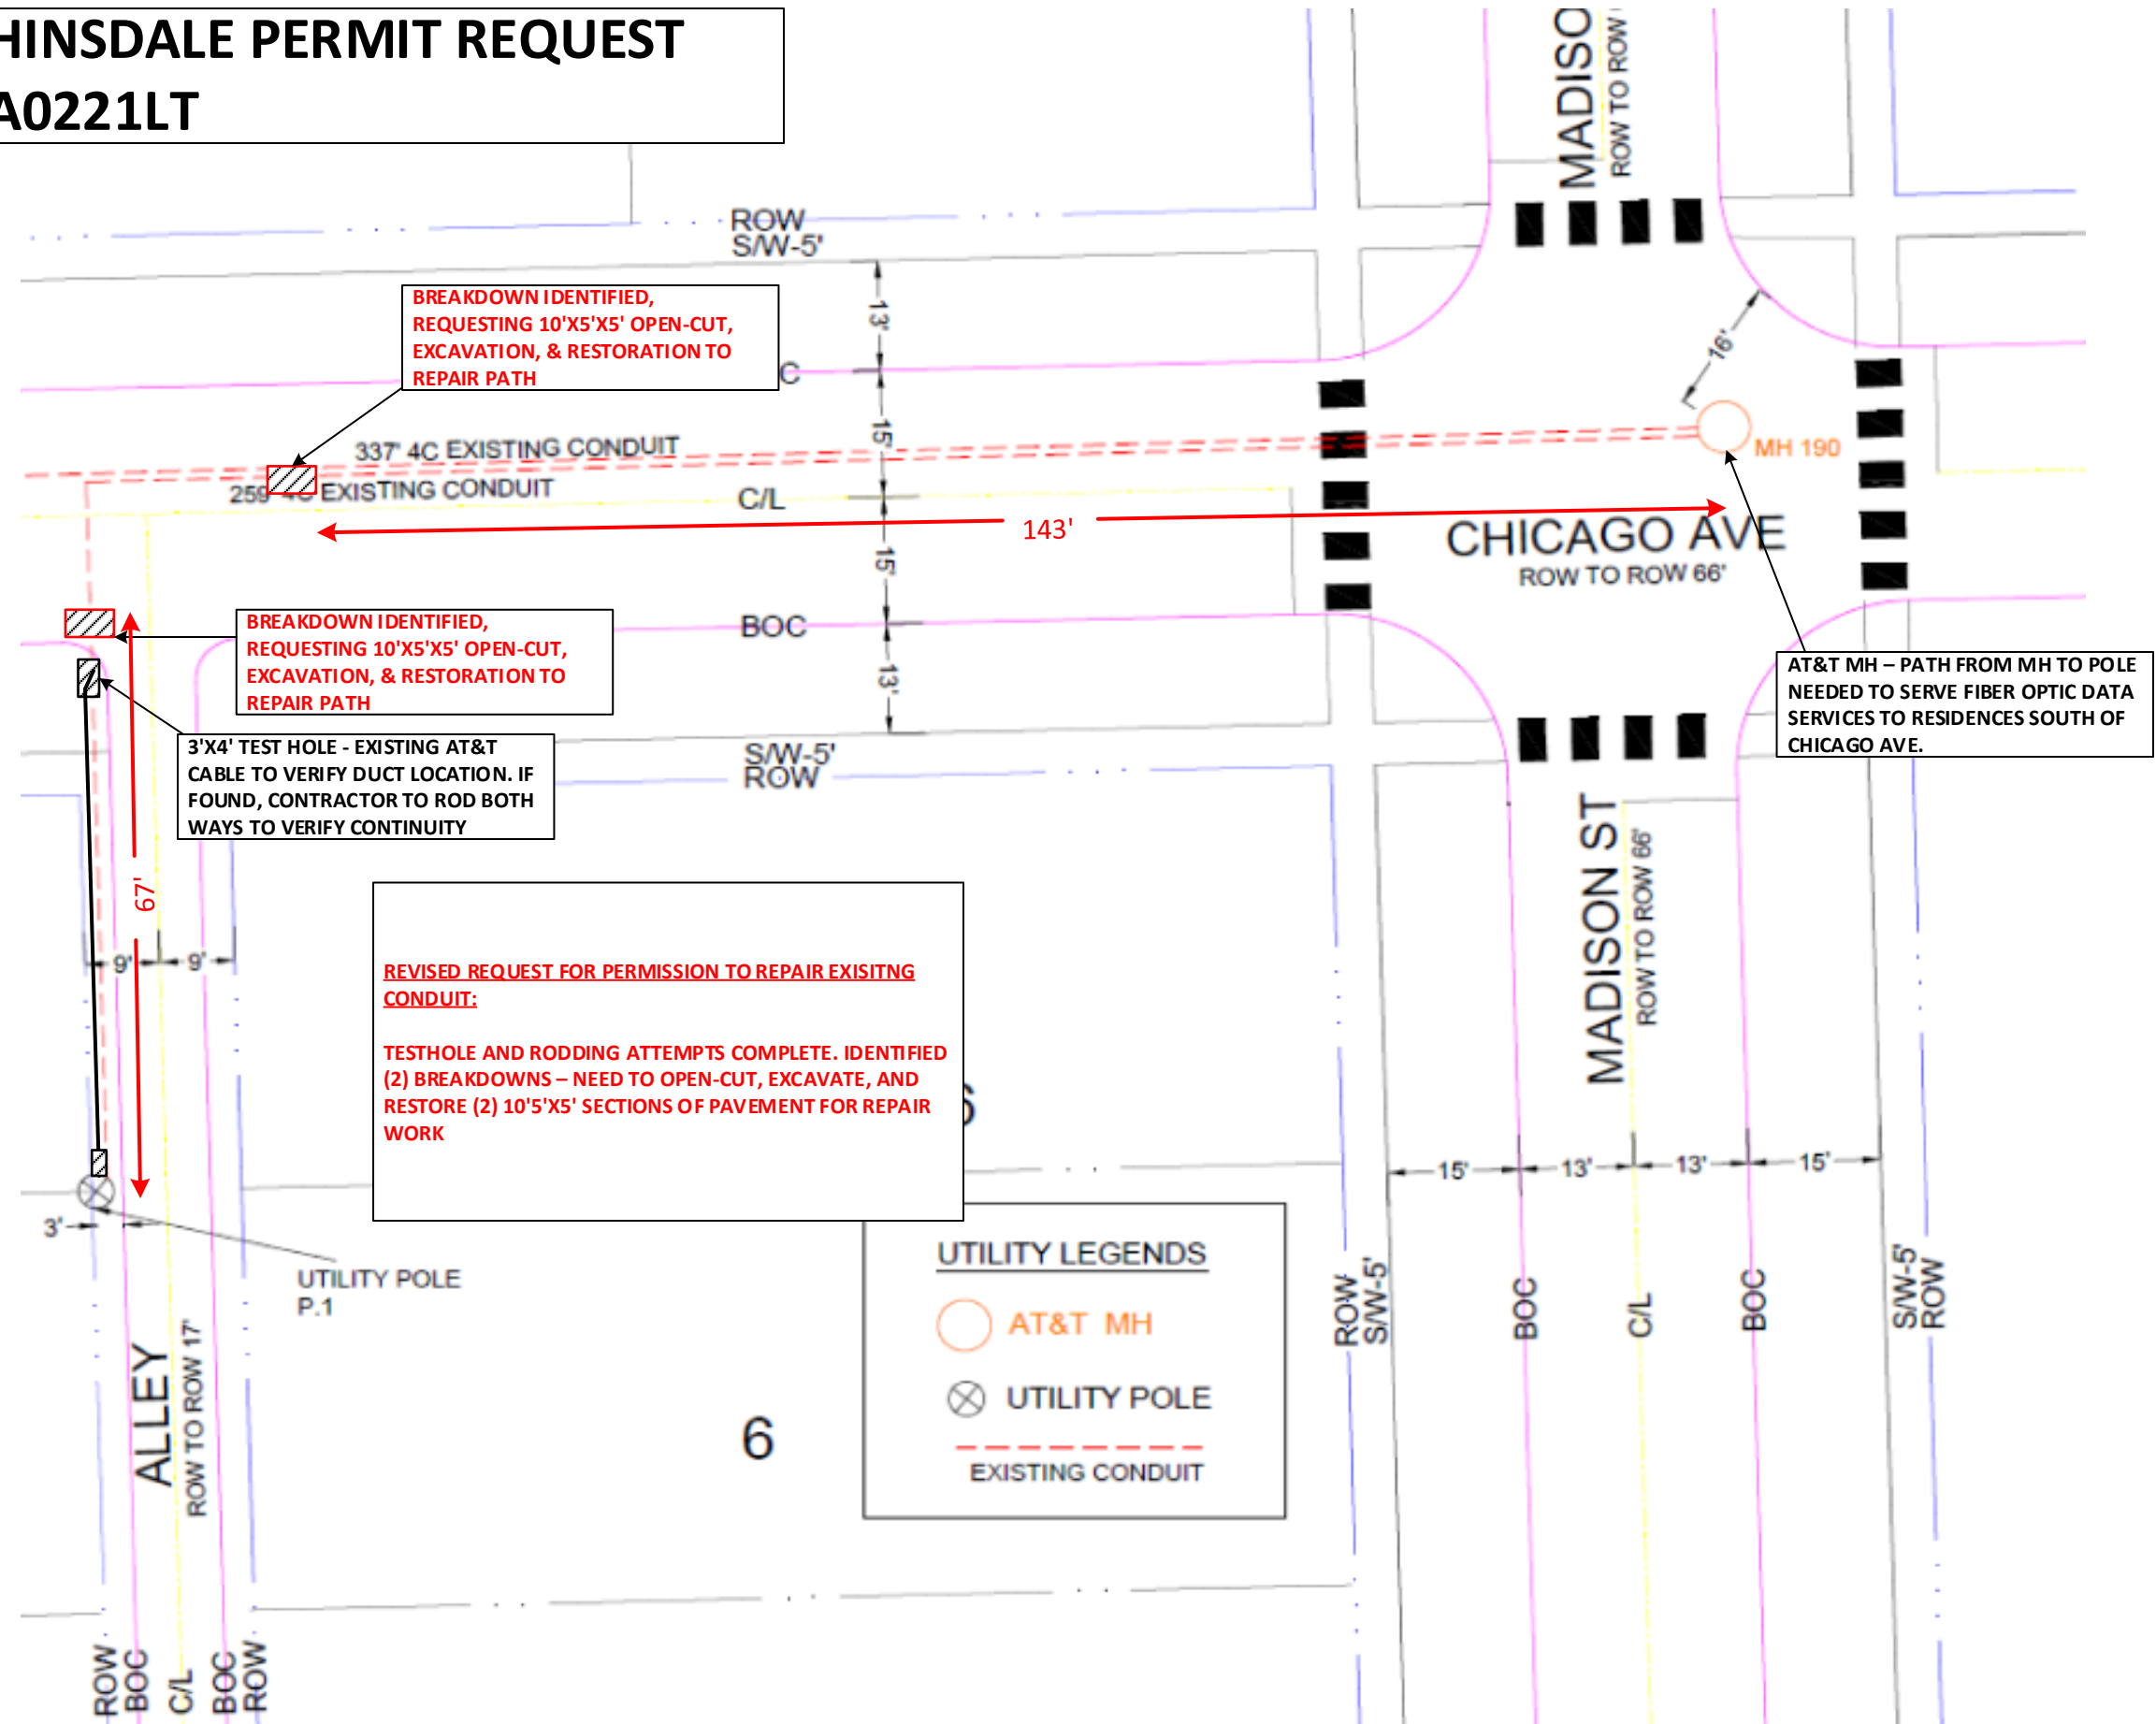 HINSDALE PERMIT REQUEST
A0221LT
MADISO
ROW TO ROW
ROW
S/W-5'
13'
BREAKDOWN IDENTIFIED,
REQUESTING 10'X5'X5' OPEN-CUT,
EXCAVATION, & RESTORATION TO
REPAIR PATH
C
16'
15'
337' 4C EXISTING CONDUIT
MH 190
259' 4C EXISTING CONDUIT
C/L
143'
CHICAGO AVE
ROW TO ROW 66'
15'
BOC
BREAKDOWN IDENTIFIED,
REQUESTING 10'X5'X5' OPEN-CUT,
EXCAVATION, & RESTORATION TO
REPAIR PATH
13'
AT&T MH – PATH FROM MH TO POLE
NEEDED TO SERVE FIBER OPTIC DATA
SERVICES TO RESIDENCES SOUTH OF
CHICAGO AVE.
3'X4' TEST HOLE - EXISTING AT&T
CABLE TO VERIFY DUCT LOCATION. IF
FOUND, CONTRACTOR TO ROD BOTH
WAYS TO VERIFY CONTINUITY
S/W-5'
ROW
67'
MADISON ST
ROW TO ROW 66'
9'
9'
REVISED REQUEST FOR PERMISSION TO REPAIR EXISITNG
CONDUIT:
TESTHOLE AND RODDING ATTEMPTS COMPLETE. IDENTIFIED
(2) BREAKDOWNS – NEED TO OPEN-CUT, EXCAVATE, AND
RESTORE (2) 10'5'X5' SECTIONS OF PAVEMENT FOR REPAIR
WORK
15'
13'
13'
15'
3'
UTILITY POLE
P.1
UTILITY LEGENDS
AT&T MH
UTILITY POLE
EXISTING CONDUIT
ROW
S/W-5'
BOC
C/L
BOC
S/W-5'
ROW
ALLEY
ROW TO ROW 17'
6
ROW
BOC
C/L
BOC
ROW